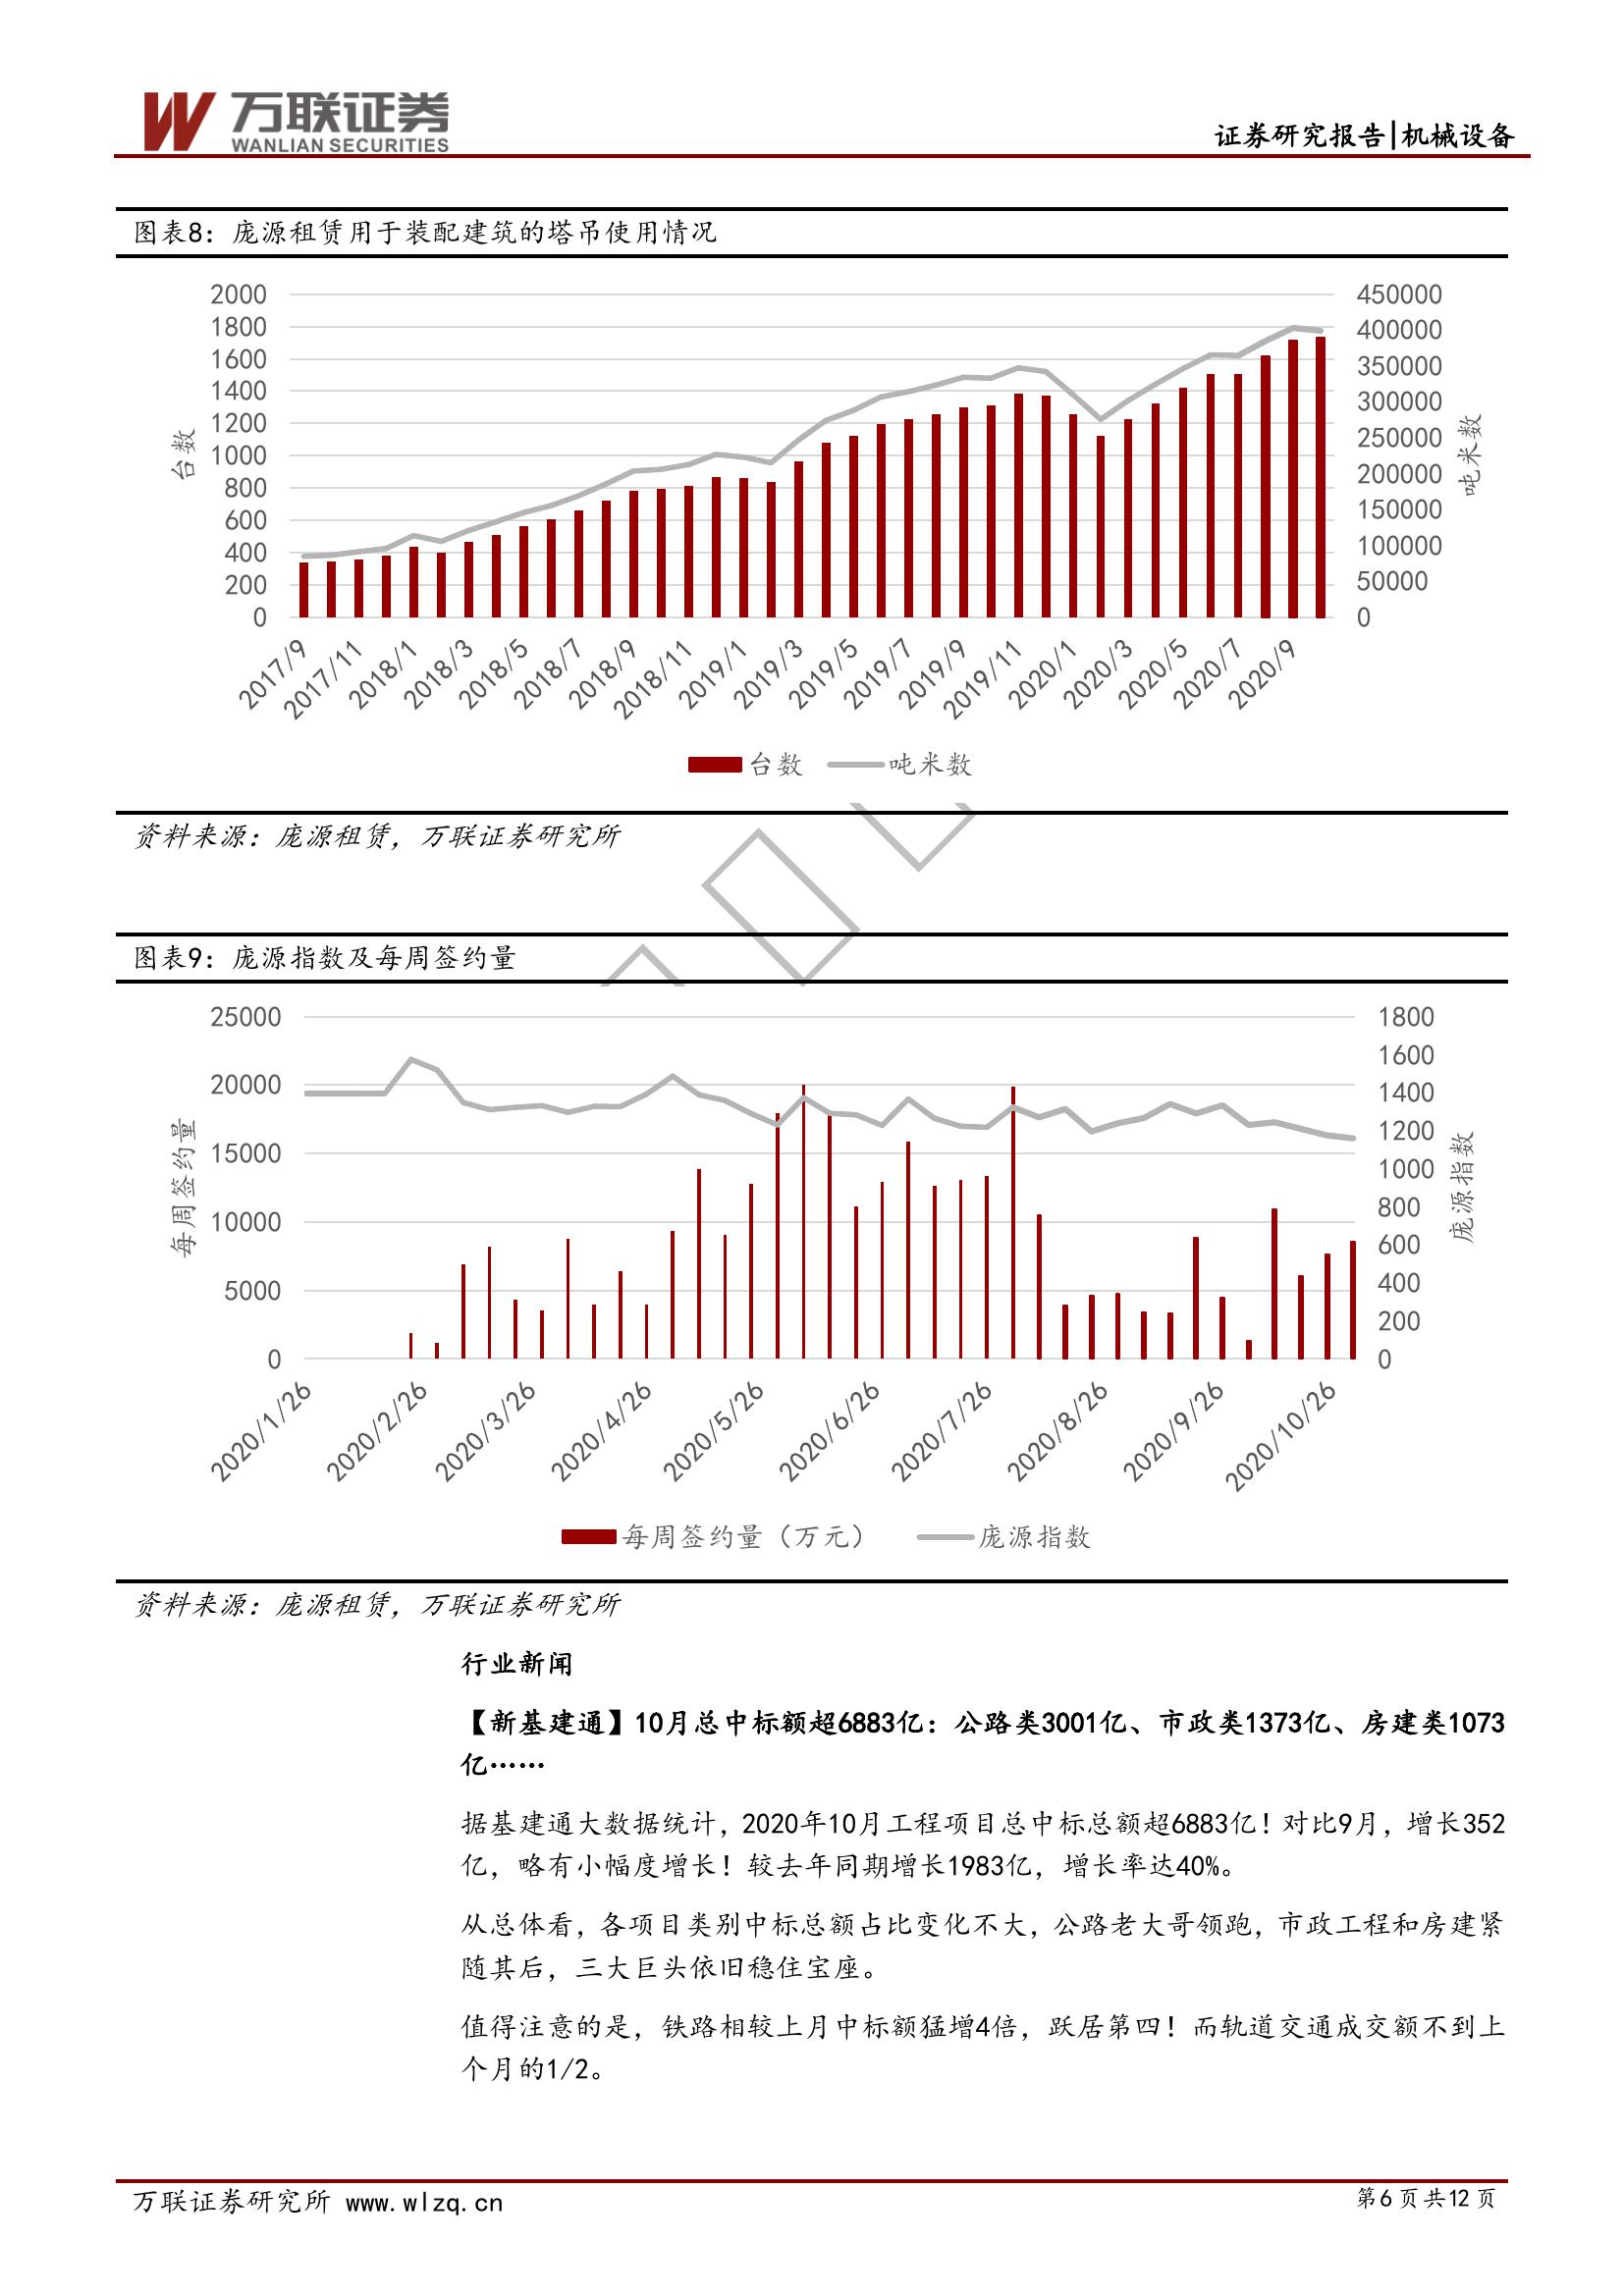 万联证券
WANLIAN SECURITIES
证券研究报告|机械设备
图表8：庞源租赁用于装配建筑的塔吊使用情况
2000
1800
1600
1400
1200
1000
800
600
400
200
0
台数
450000
400000
350000
300000
250000
200000
150000
100000
50000
0
吨米数
2017/9
2017/11
2018/1
2018/3
2018/5
2018/7
2018/9
2018/11
2019/1
2019/3
2019/5
2019/7
2019/9
2019/11
2020/1
2020/3
2020/5
2020/7
2020/9
台数 吨米数
资料来源：庞源租赁，万联证券研究所
图表9：庞源指数及每周签约量
25000
20000
15000
10000
5000
0
每周签约量
1800
1600
1400
1200
1000
800
600
400
200
0
庞源指数
2020/1/26
2020/2/26
2020/3/26
2020/4/26
2020/5/26
2020/6/26
2020/7/26
2020/8/26
2020/9/26
2020/10/26
每周签约量（万元） 庞源指数
资料来源：庞源租赁，万联证券研究所
行业新闻
【新基建通】10月总中标额超6883亿：公路类3001亿、市政类1373亿、房建类1073
亿……
据基建通大数据统计，2020年10月工程项目总中标总额超6883亿！对比9月，增长352
亿，略有小幅度增长！较去年同期增长1983亿，增长率达40%。
从总体看，各项目类别中标总额占比变化不大，公路老大哥领跑，市政工程和房建紧
随其后，三大巨头依旧稳住宝座。
值得注意的是，铁路相较上月中标额猛增4倍，跃居第四！而轨道交通成交额不到上
个月的1/2。
万联证券研究所 www.wlzq.cn
第6页共12页